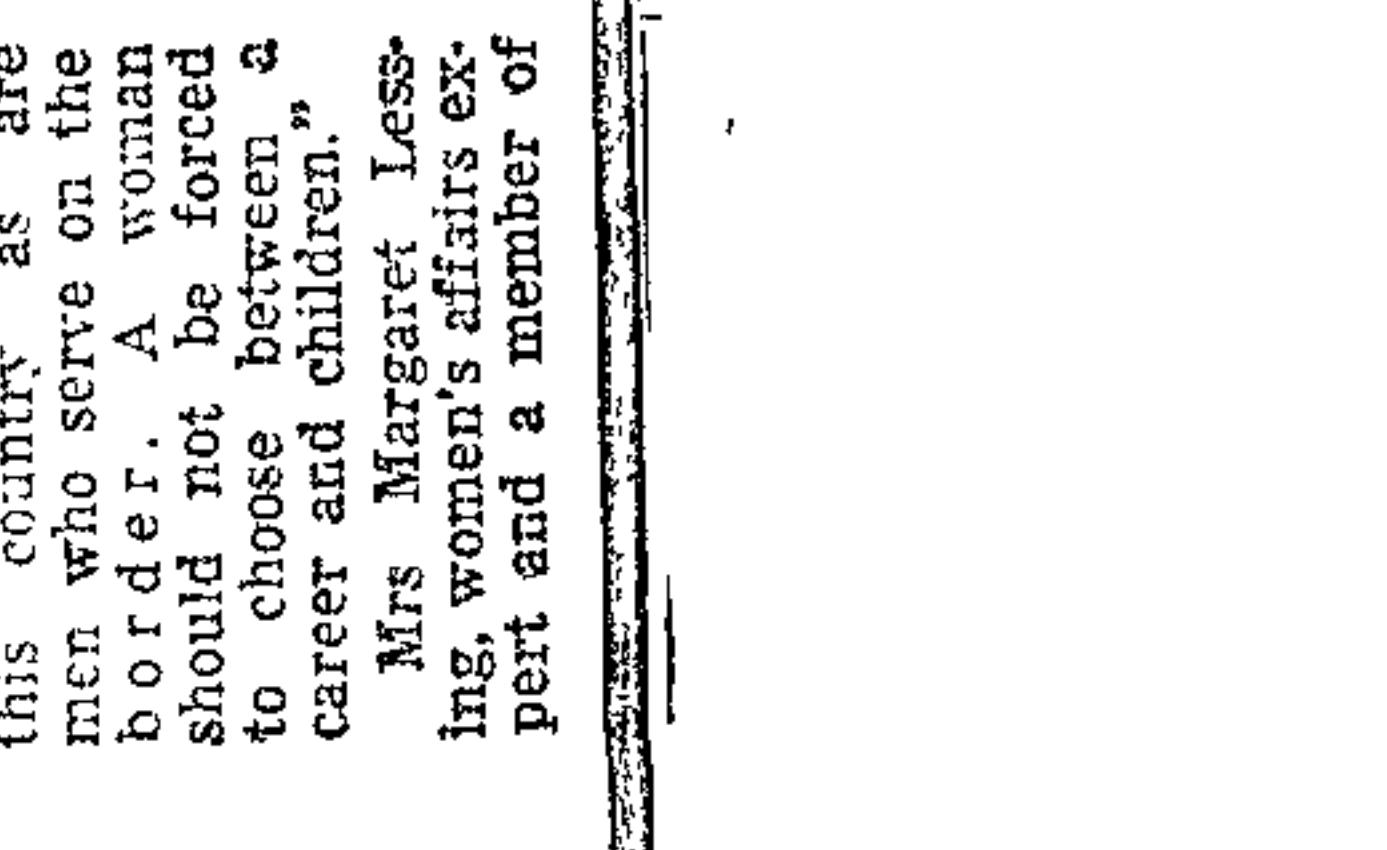 this country as are
men who serve on the
border. A woman
should not be forced
to choose between a
career and children.”
Mrs Margaret Less-
ing, women's affairs ex-
pert and a member of